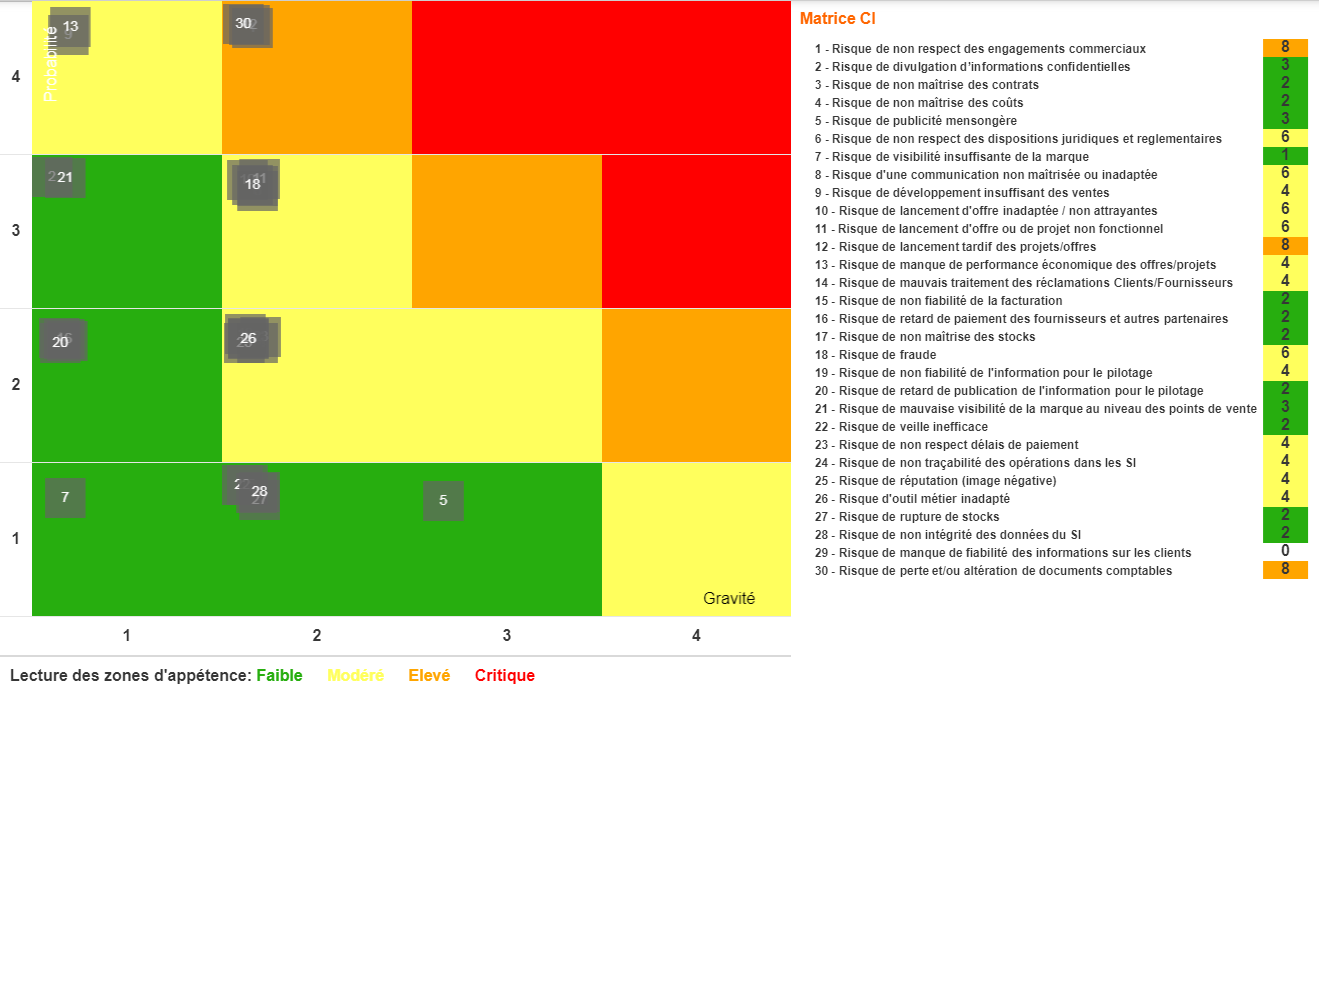 Matrice CI
1 - Risque de non respect des engagements commerciaux 8
2 - Risque de divulgation d'informations confidentielles 3
3 - Risque de non maîtrise des contrats 2
4 - Risque de non maîtrise des coûts 2
5 - Risque de publicité mensongère 3
6 - Risque de non respect des dispositions juridiques et reglementaires 6
7 - Risque de visibilité insuffisante de la marque 1
8 - Risque d'une communication non maîtrisée ou inadaptée 6
9 - Risque de développement insuffisant des ventes 4
10 - Risque de lancement d'offre inadaptée / non attrayantes 6
11 - Risque de lancement d'offre ou de projet non fonctionnel 6
12 - Risque de lancement tardif des projets/offres 8
13 - Risque de manque de performance économique des offres/projets 4
14 - Risque de mauvais traitement des réclamations Clients/Fournisseurs 4
15 - Risque de non fiabilité de la facturation 2
16 - Risque de retard de paiement des fournisseurs et autres partenaires 2
17 - Risque de non maîtrise des stocks 2
18 - Risque de fraude 6
19 - Risque de non fiabilité de l'information pour le pilotage 4
20 - Risque de retard de publication de l'information pour le pilotage 2
21 - Risque de mauvaise visibilité de la marque au niveau des points de vente 3
22 - Risque de veille inefficace 2
23 - Risque de non respect délais de paiement 4
24 - Risque de non traçabilité des opérations dans les SI 4
25 - Risque de réputation (image négative) 4
26 - Risque d'outil métier inadapté 4
27 - Risque de rupture de stocks 2
28 - Risque de non intégrité des données du SI 2
29 - Risque de manque de fiabilité des informations sur les clients 0
30 - Risque de perte et/ou altération de documents comptables 8
Probabilité
13 30
4
21 18
3
20 26
2
7 28 5
1
Gravité
1 2 3 4
Lecture des zones d'appétence: Faible Modéré Elevé Critique